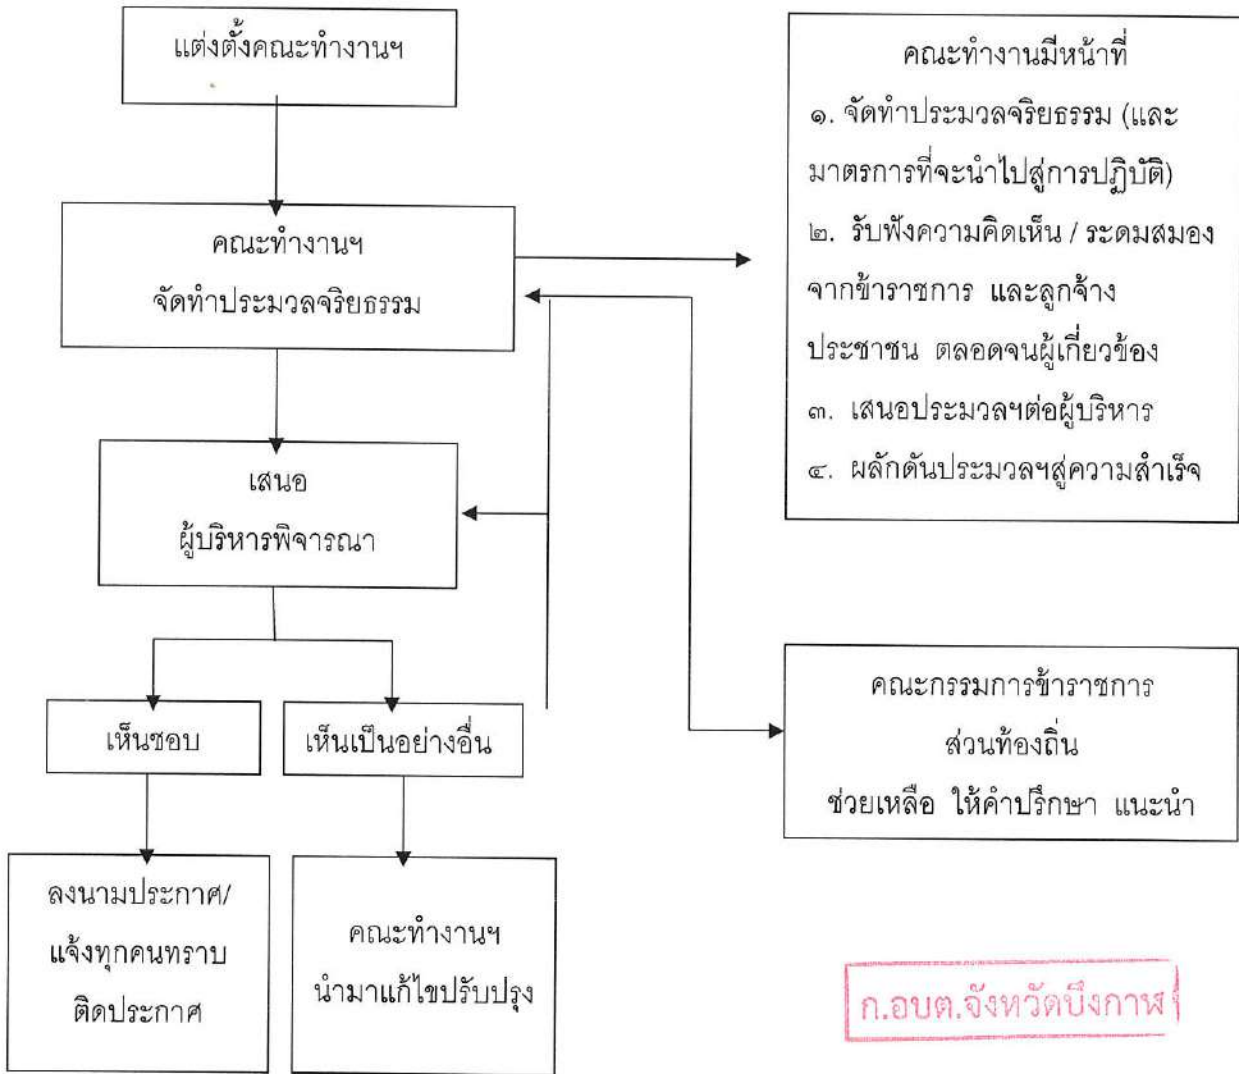 แต่งตั้งคณะทำงานฯ
คณะทำงานฯ
จัดทำประมวลจริยธรรม
เสนอ
ผู้บริหารพิจารณา
เห็นชอบ
เห็นเป็นอย่างอื่น
ลงนามประกาศ/
แจ้งทุกคนทราบ
ติดประกาศ
คณะทำงานฯ
นำมาแก้ไขปรับปรุง
คณะทำงานมีหน้าที่
๑. จัดทำประมวลจริยธรรม (และ
มาตรการที่จะนำไปสู่การปฏิบัติ)
๒. รับฟังความคิดเห็น / ระดมสมอง
จากข้าราชการ และลูกจ้าง
ประชาชน ตลอดจนผู้เกี่ยวข้อง
๓. เสนอประมวลฯต่อผู้บริหาร
๔. ผลักดันประมวลฯสู่ความสำเร็จ
คณะกรรมการข้าราชการ
ส่วนท้องถิ่น
ช่วยเหลือ ให้คำปรึกษา แนะนำ
ก.อบต.จังหวัดบึงกาฬ